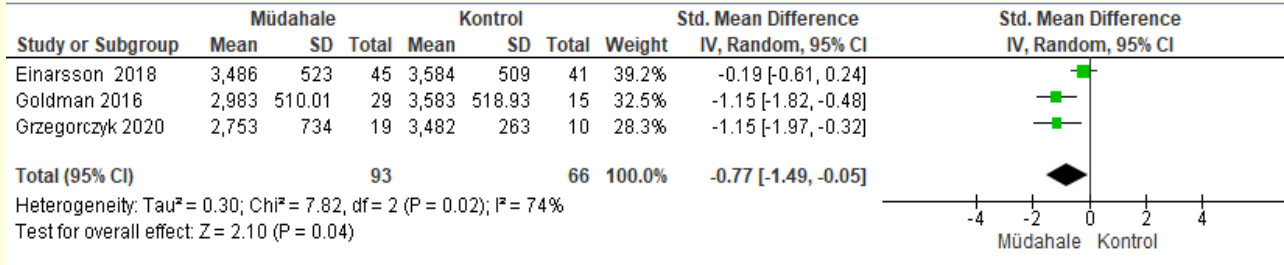 Müdahale Kontrol Std. Mean Difference Std. Mean Difference
Study or Subgroup Mean SD Total Mean SD Total Weight IV, Random, 95% CI IV, Random, 95% CI
Einarsson 2018 3,486 523 45 3,584 509 41 39.2% -0.19 [-0.61, 0.24]
Goldman 2016 2,983 510.01 29 3,583 518.93 15 32.5% -1.15 [-1.82, -0.48]
Grzegorczyk 2020 2,753 734 19 3,482 263 10 28.3% -1.15 [-1.97, -0.32]
Total (95% CI) 93 66 100.0% -0.77 [-1.49, -0.05]
Heterogeneity: Tau² = 0.30; Chi² = 7.82, df = 2 (P = 0.02); I² = 74%
Test for overall effect: Z = 2.10 (P = 0.04)
-4 -2 0 2 4
Müdahale Kontrol